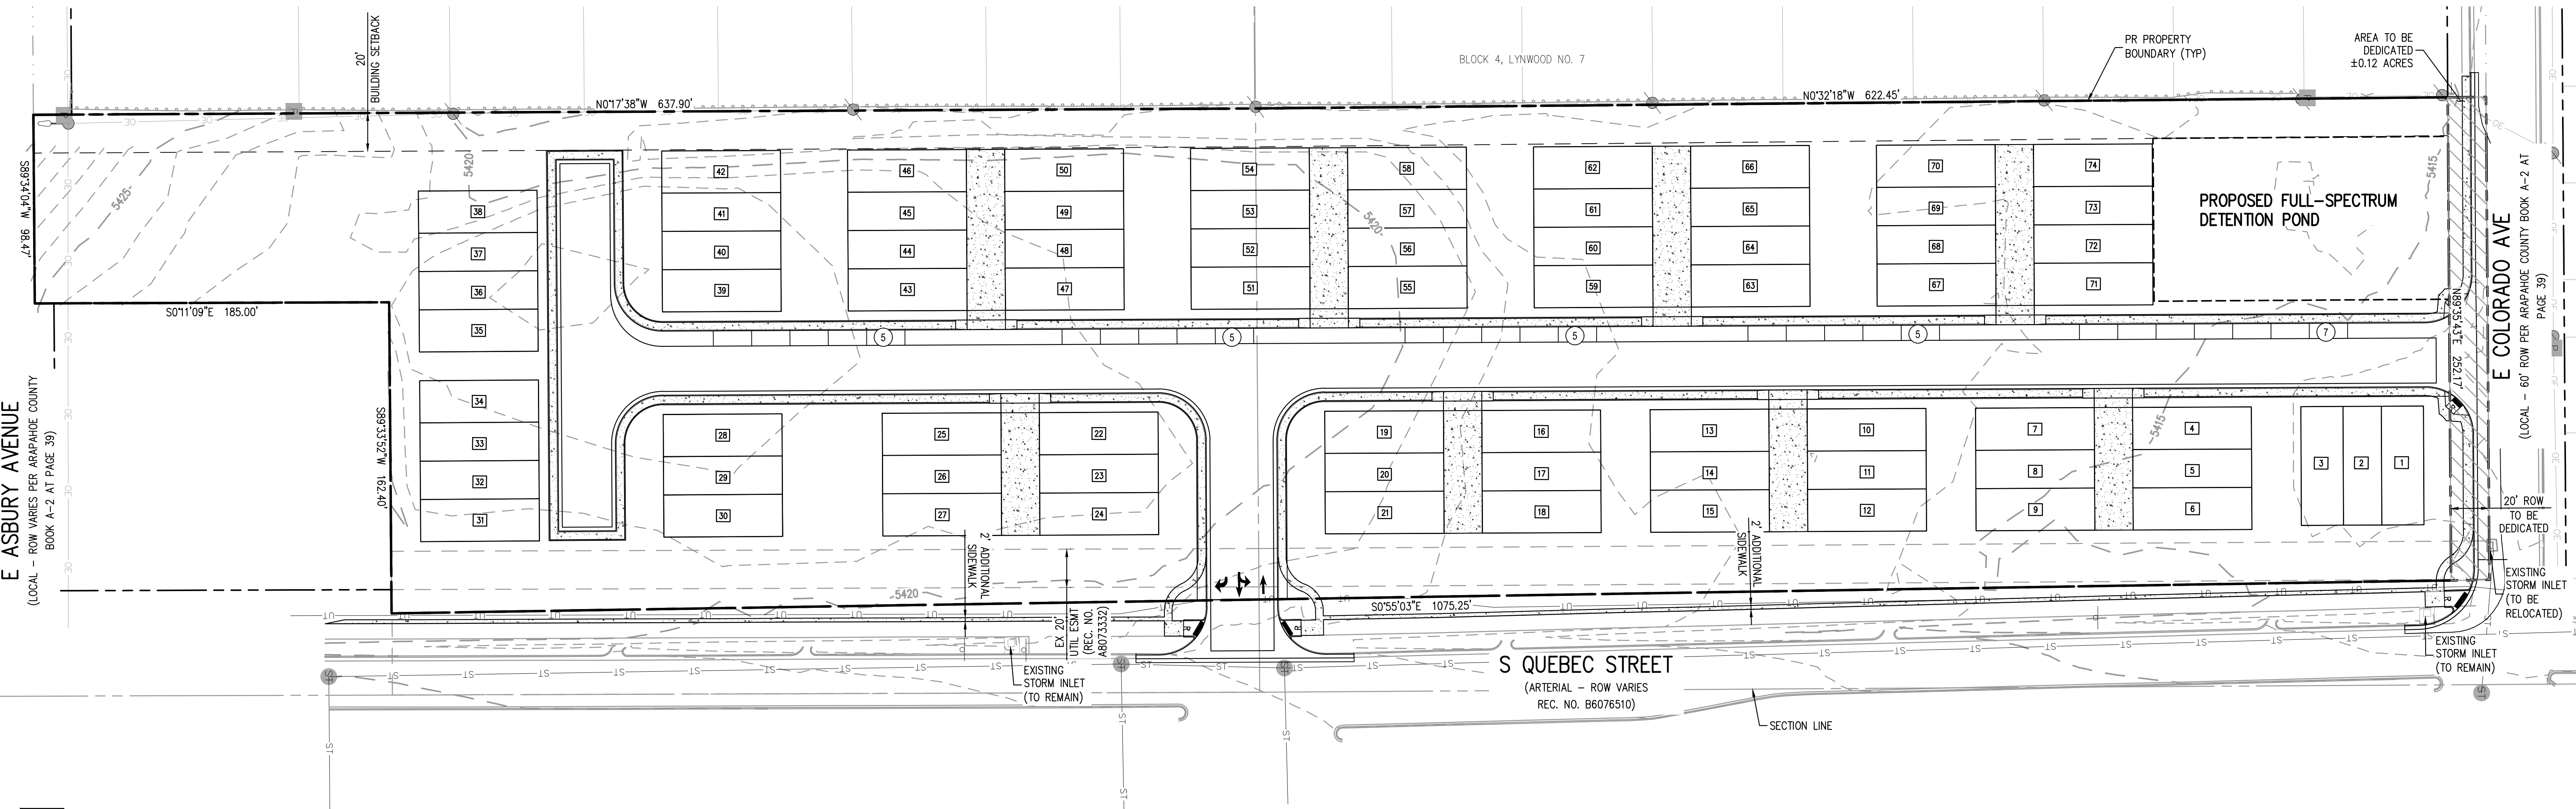 BLOCK 4, LYNWOOD NO. 7
PR PROPERTY
BOUNDARY (TYP)
AREA TO BE
DEDICATED
±0.12 ACRES
20'
BUILDING SETBACK
N0°17'38"W 637.90'
N0°32'18"W 622.45'
S89°34'04"W 98.47'
5425
5420
5420
5415
PROPOSED FULL-SPECTRUM
DETENTION POND
E COLORADO AVE
(LOCAL - 60' ROW PER ARAPAHOE COUNTY BOOK A-2 AT
PAGE 39)
N89°35'43"E 252.17'
42 46 50 54 58 62 66 70 74
38 41 45 49 53 57 61 65 69 73
37 40 44 48 52 56 60 64 68 72
36 39 43 47 51 55 59 63 67 71
35
S0°11'09"E 185.00'
5 5 5 5 7
E ASBURY AVENUE
(LOCAL - ROW VARIES PER ARAPAHOE COUNTY
BOOK A-2 AT PAGE 39)
S89°33'52"W 162.40'
34 28 25 22 19 16 13 10 7 4
33 29 26 23 20 17 14 11 8 5 3 2 1
32 30 27 24 21 18 15 12 9 6
31
5415
5420
2' ADDITIONAL
SIDEWALK
EX 20'
UTIL ESMT
(REC. NO.
A8073332)
2' ADDITIONAL
SIDEWALK
S0°55'03"E 1075.25'
20' ROW
TO BE
DEDICATED
EXISTING
STORM INLET
(TO BE
RELOCATED)
EXISTING
STORM INLET
(TO REMAIN)
EXISTING
STORM INLET
(TO REMAIN)
S QUEBEC STREET
(ARTERIAL - ROW VARIES
REC. NO. B6076510)
SECTION LINE